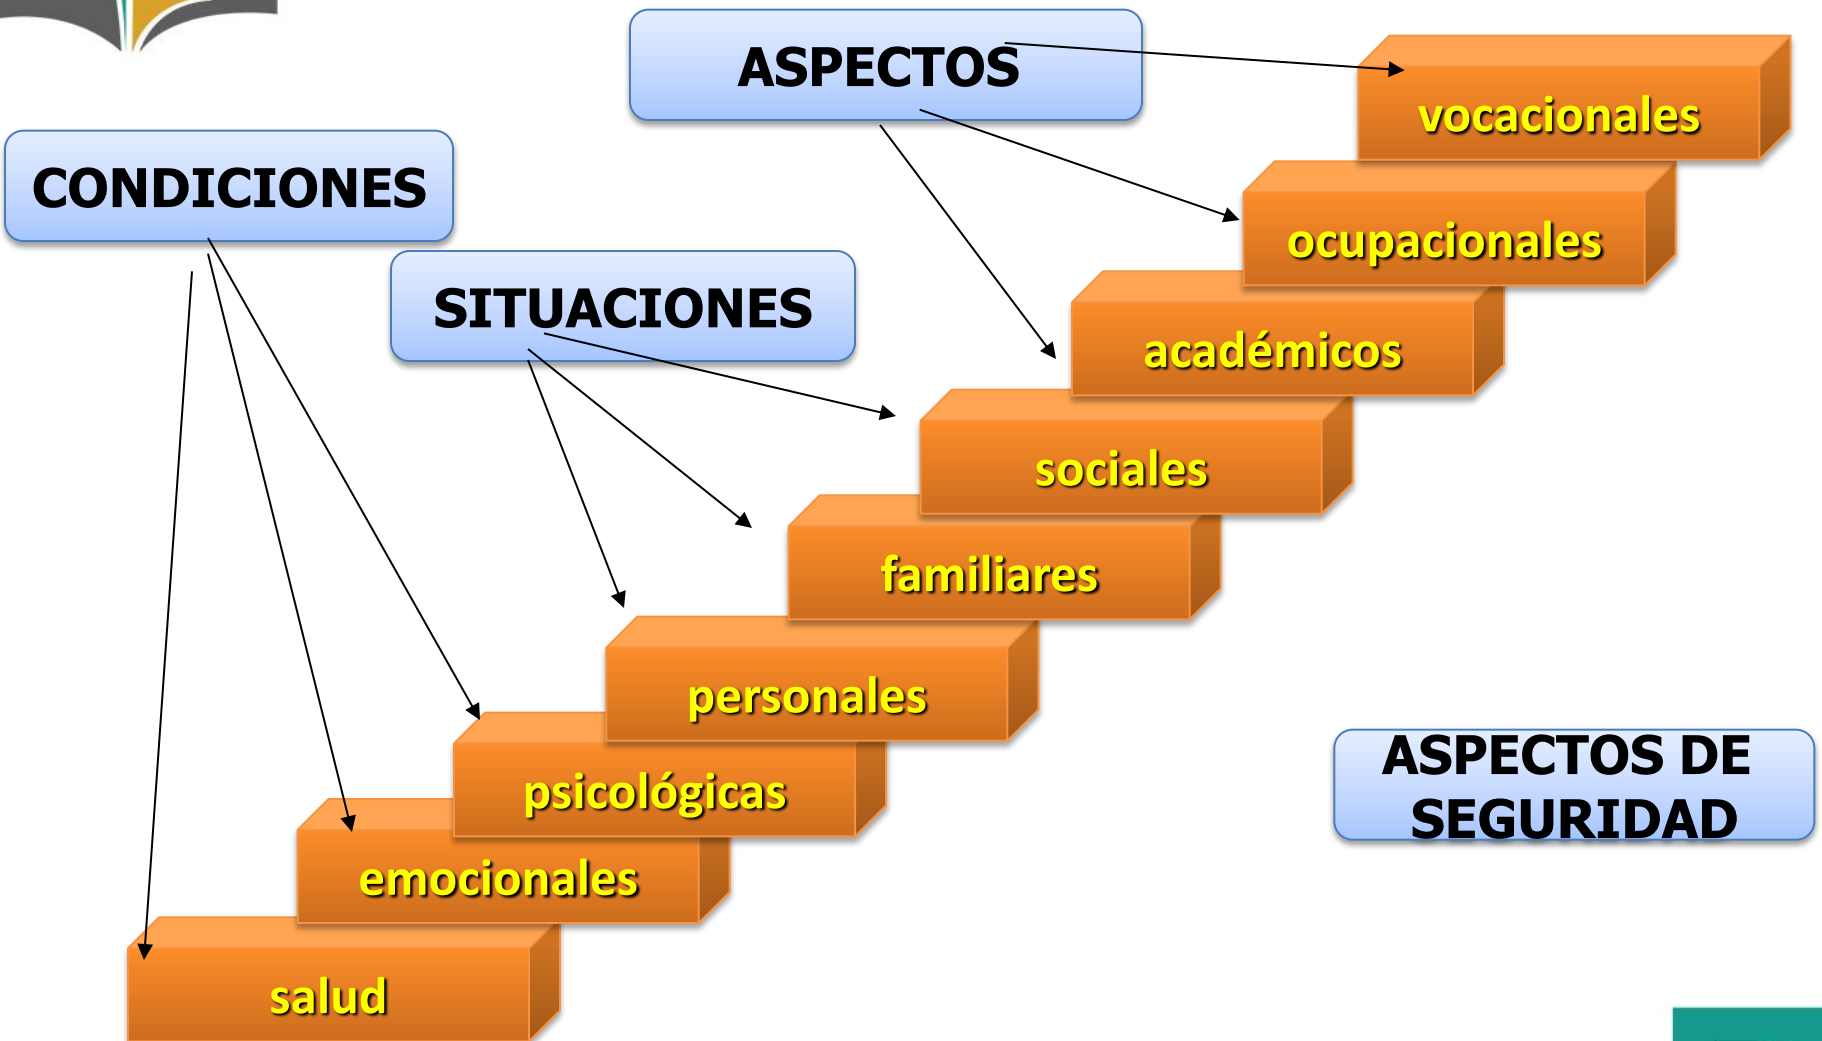 ASPECTOS
vocacionales
CONDICIONES
ocupacionales
SITUACIONES
académicos
sociales
familiares
personales
ASPECTOS DE
SEGURIDAD
psicológicas
emocionales
salud